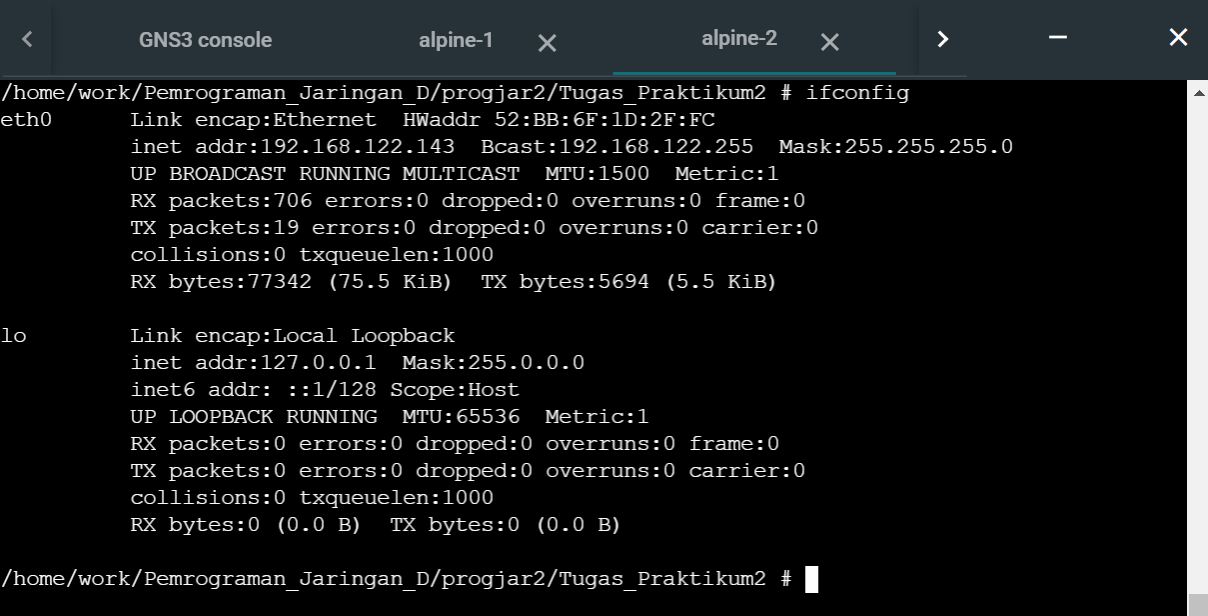 GNS3 console alpine-1 alpine-2
/home/work/Pemrograman_Jaringan_D/progjar2/Tugas_Praktikum2 # ifconfig
eth0      Link encap:Ethernet  HWaddr 52:BB:6F:1D:2F:FC
          inet addr:192.168.122.143  Bcast:192.168.122.255  Mask:255.255.255.0
          UP BROADCAST RUNNING MULTICAST  MTU:1500  Metric:1
          RX packets:706 errors:0 dropped:0 overruns:0 frame:0
          TX packets:19 errors:0 dropped:0 overruns:0 carrier:0
          collisions:0 txqueuelen:1000
          RX bytes:77342 (75.5 KiB)  TX bytes:5694 (5.5 KiB)

lo        Link encap:Local Loopback
          inet addr:127.0.0.1  Mask:255.0.0.0
          inet6 addr: ::1/128 Scope:Host
          UP LOOPBACK RUNNING  MTU:65536  Metric:1
          RX packets:0 errors:0 dropped:0 overruns:0 frame:0
          TX packets:0 errors:0 dropped:0 overruns:0 carrier:0
          collisions:0 txqueuelen:1000
          RX bytes:0 (0.0 B)  TX bytes:0 (0.0 B)

/home/work/Pemrograman_Jaringan_D/progjar2/Tugas_Praktikum2 #